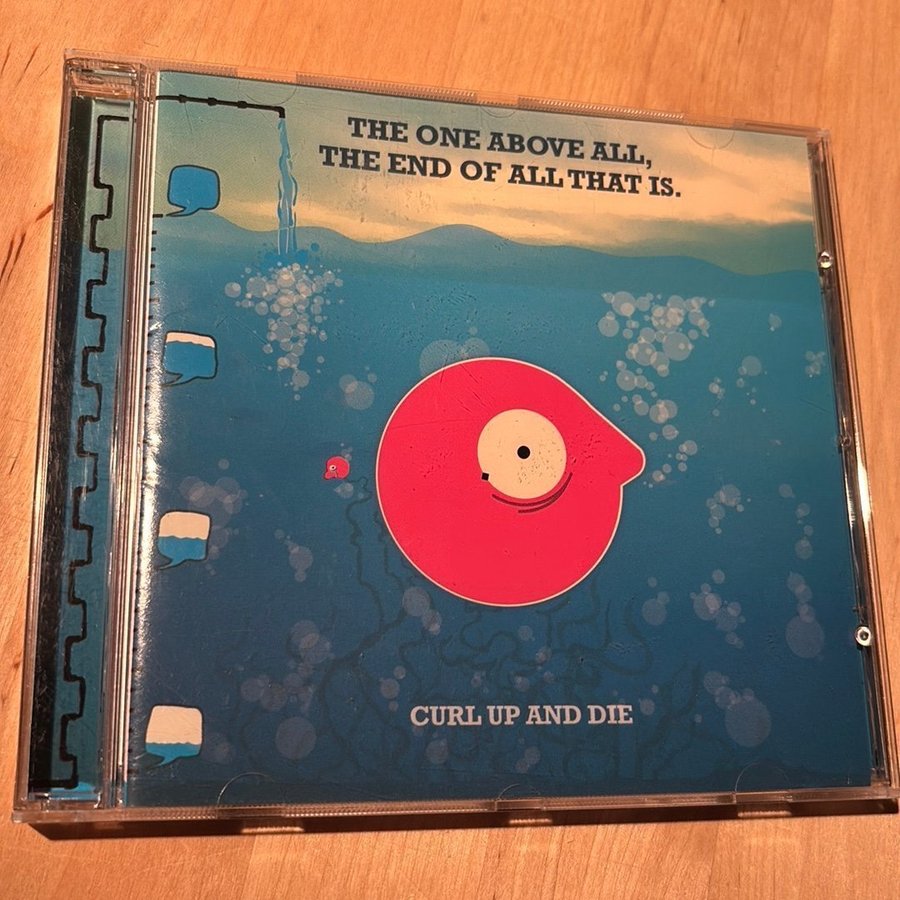 THE ONE ABOVE ALL,
THE END OF ALL THAT IS.
CURL UP AND DIE